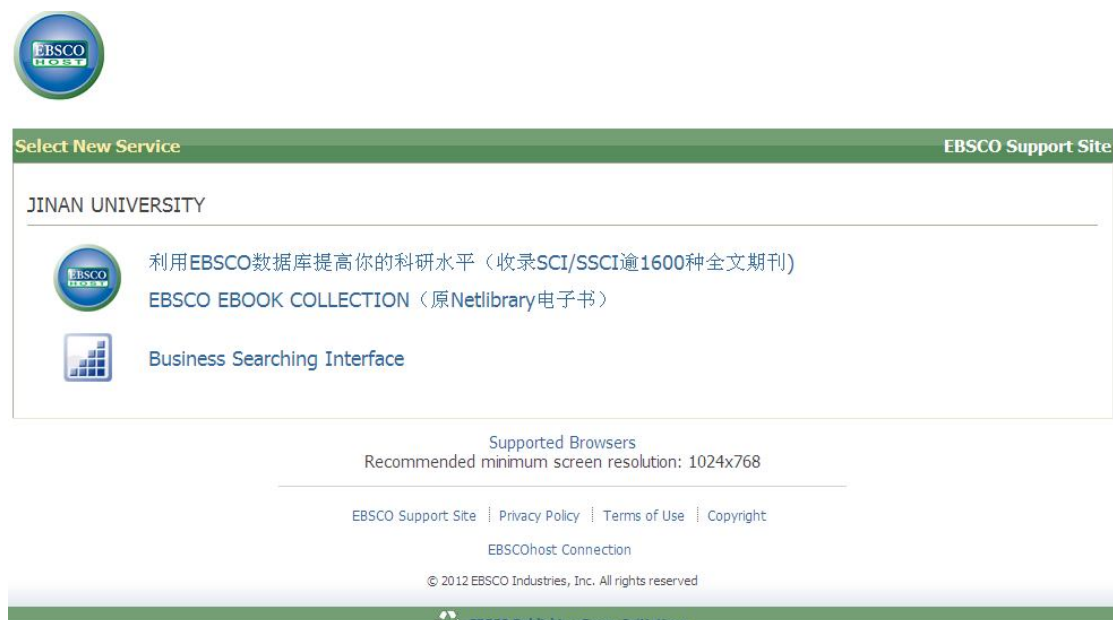 EBSCO
HOST
Select New Service
EBSCO Support Site
JINAN UNIVERSITY
EBSCO
HOST
利用EBSCO数据库提高你的科研水平（收录SCI/SSCI逾1600种全文期刊)
EBSCO EBOOK COLLECTION（原Netlibrary电子书）
Business Searching Interface
Supported Browsers
Recommended minimum screen resolution: 1024x768
EBSCO Support Site | Privacy Policy | Terms of Use | Copyright
EBSCOhost Connection
© 2012 EBSCO Industries, Inc. All rights reserved